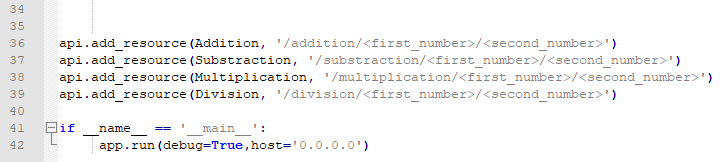 34
35
36 api.add_resource(Addition, '/addition/<first_number>/<second_number>')
37 api.add_resource(Substraction, '/substraction/<first_number>/<second_number>')
38 api.add_resource(Multiplication, '/multiplication/<first_number>/<second_number>')
39 api.add_resource(Division, '/division/<first_number>/<second_number>')
40
41 if __name__ == '__main__':
42 app.run(debug=True,host='0.0.0.0')